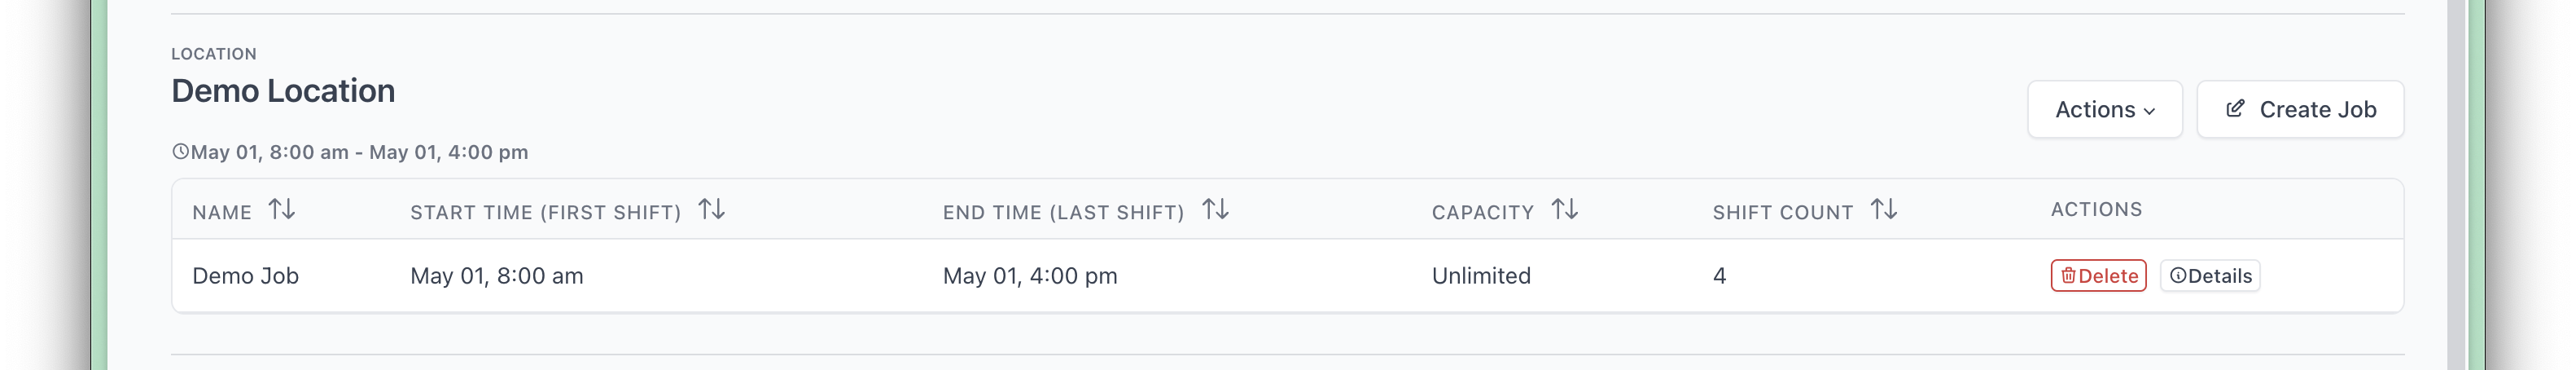 LOCATION
Demo Location
Actions
Create Job
May 01, 8:00 am - May 01, 4:00 pm
NAME START TIME (FIRST SHIFT) END TIME (LAST SHIFT) CAPACITY SHIFT COUNT ACTIONS
Demo Job May 01, 8:00 am May 01, 4:00 pm Unlimited 4 Delete Details